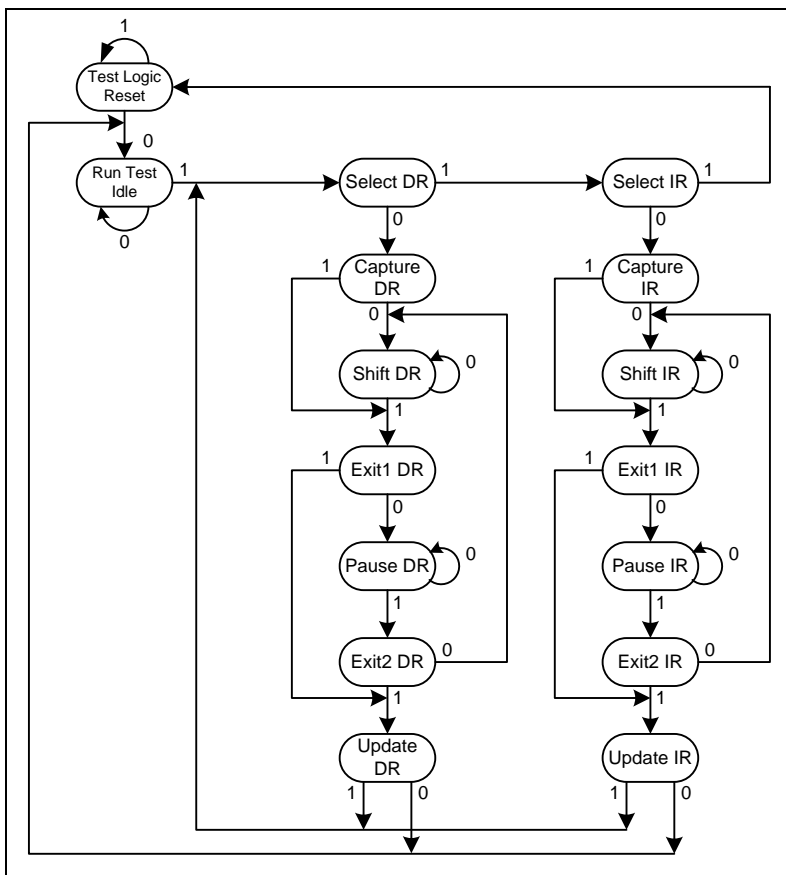 1
Test Logic
Reset
0
Run Test
Idle
1
0
Select DR
1
0
Select IR
1
0
Capture
DR
1
0
Capture
IR
1
0
Shift DR
0
1
Shift IR
0
1
Exit1 DR
1
0
Exit1 IR
1
0
Pause DR
0
1
Pause IR
0
1
Exit2 DR
0
1
Exit2 IR
0
1
Update
DR
1
0
Update IR
1
0